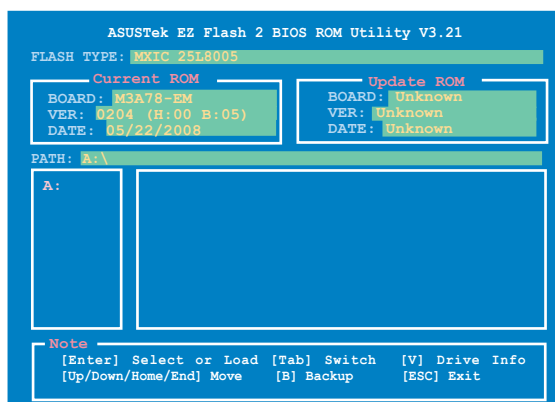 ASUSTek EZ Flash 2 BIOS ROM Utility V3.21
FLASH TYPE: MXIC 25L8005
Current ROM
BOARD: M3A78-EM
VER: 0204 (H:00 B:05)
DATE: 05/22/2008
Update ROM
BOARD: Unknown
VER: Unknown
DATE: Unknown
PATH: A:\
A:
Note
[Enter] Select or Load [Tab] Switch [V] Drive Info
[Up/Down/Home/End] Move [B] Backup [ESC] Exit